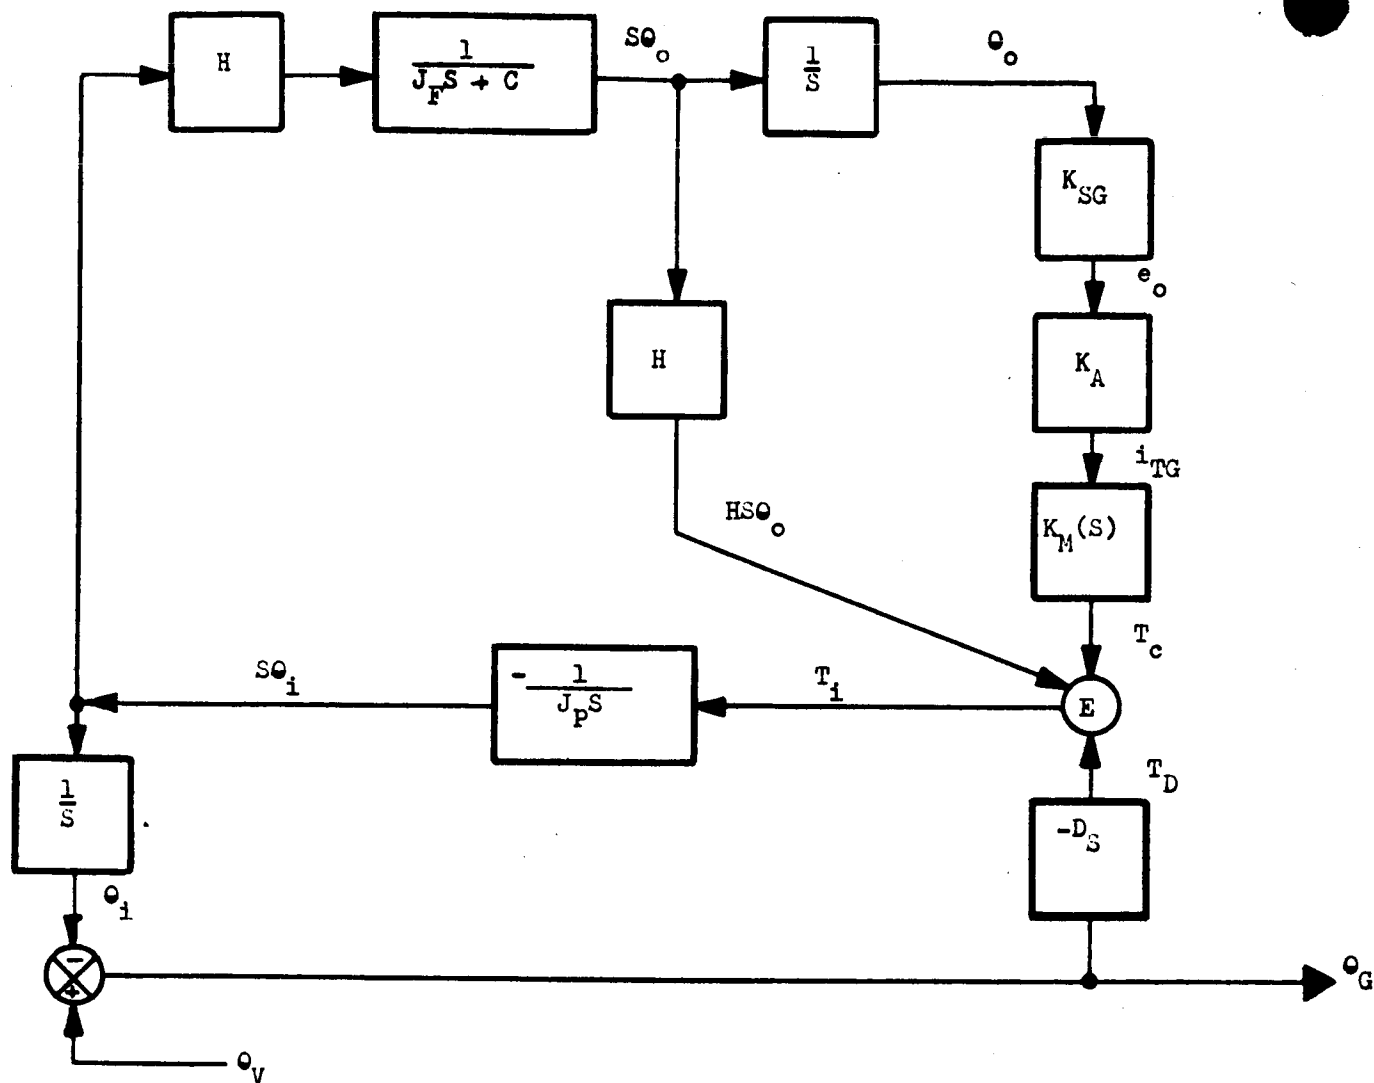 H
1
J_F S + C
SΘ_o
1
S
Θ_o
K_SG
e_o
K_A
i_TG
K_M(S)
T_c
H
HSΘ_o
E
T_i
- 1
J_P S
SΘ_i
1
S
Θ_i
-
+
Θ_V
T_D
-D_S
Θ_G